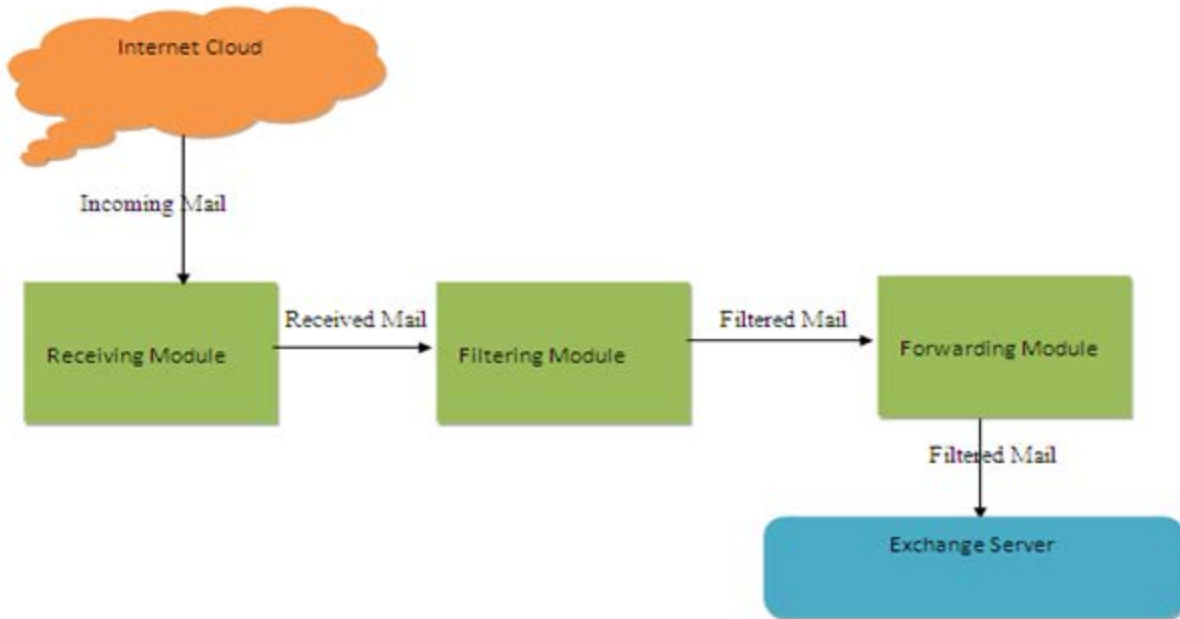 Internet Cloud
Incoming Mail
Receiving Module
Received Mail
Filtering Module
Filtered Mail
Forwarding Module
Filtered Mail
Exchange Server